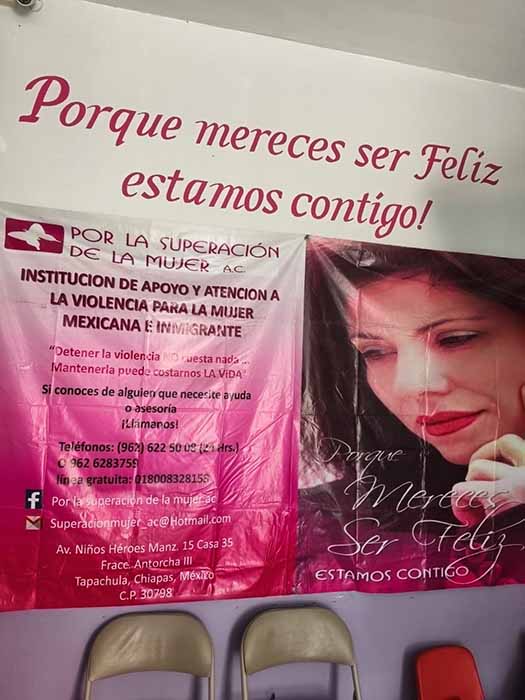 Porque mereces ser Feliz
estamos contigo!
POR LA SUPERACIÓN
DE LA MUJER A.C.
INSTITUCION DE APOYO Y ATENCION A
LA VIOLENCIA PARA LA MUJER
MEXICANA E INMIGRANTE
"Detener la violencia NO cuesta nada ...
Mantenerla puede costarnos LA VIDA"
Si conoces de alguien que necesite ayuda
o asesoría
¡Llámanos!
Teléfonos: (962) 622 50 08 (24 Hrs.)
O 962 6283759
línea gratuita: 018008328158
Por la superación de la mujer ac
Superacionmujer_ac@Hotmail.com
Av. Niños Héroes Manz. 15 Casa 35
Fracc. Antorcha III
Tapachula, Chiapas, México
C.P. 30798
Porque
Mereces
Ser Feliz
ESTAMOS CONTIGO